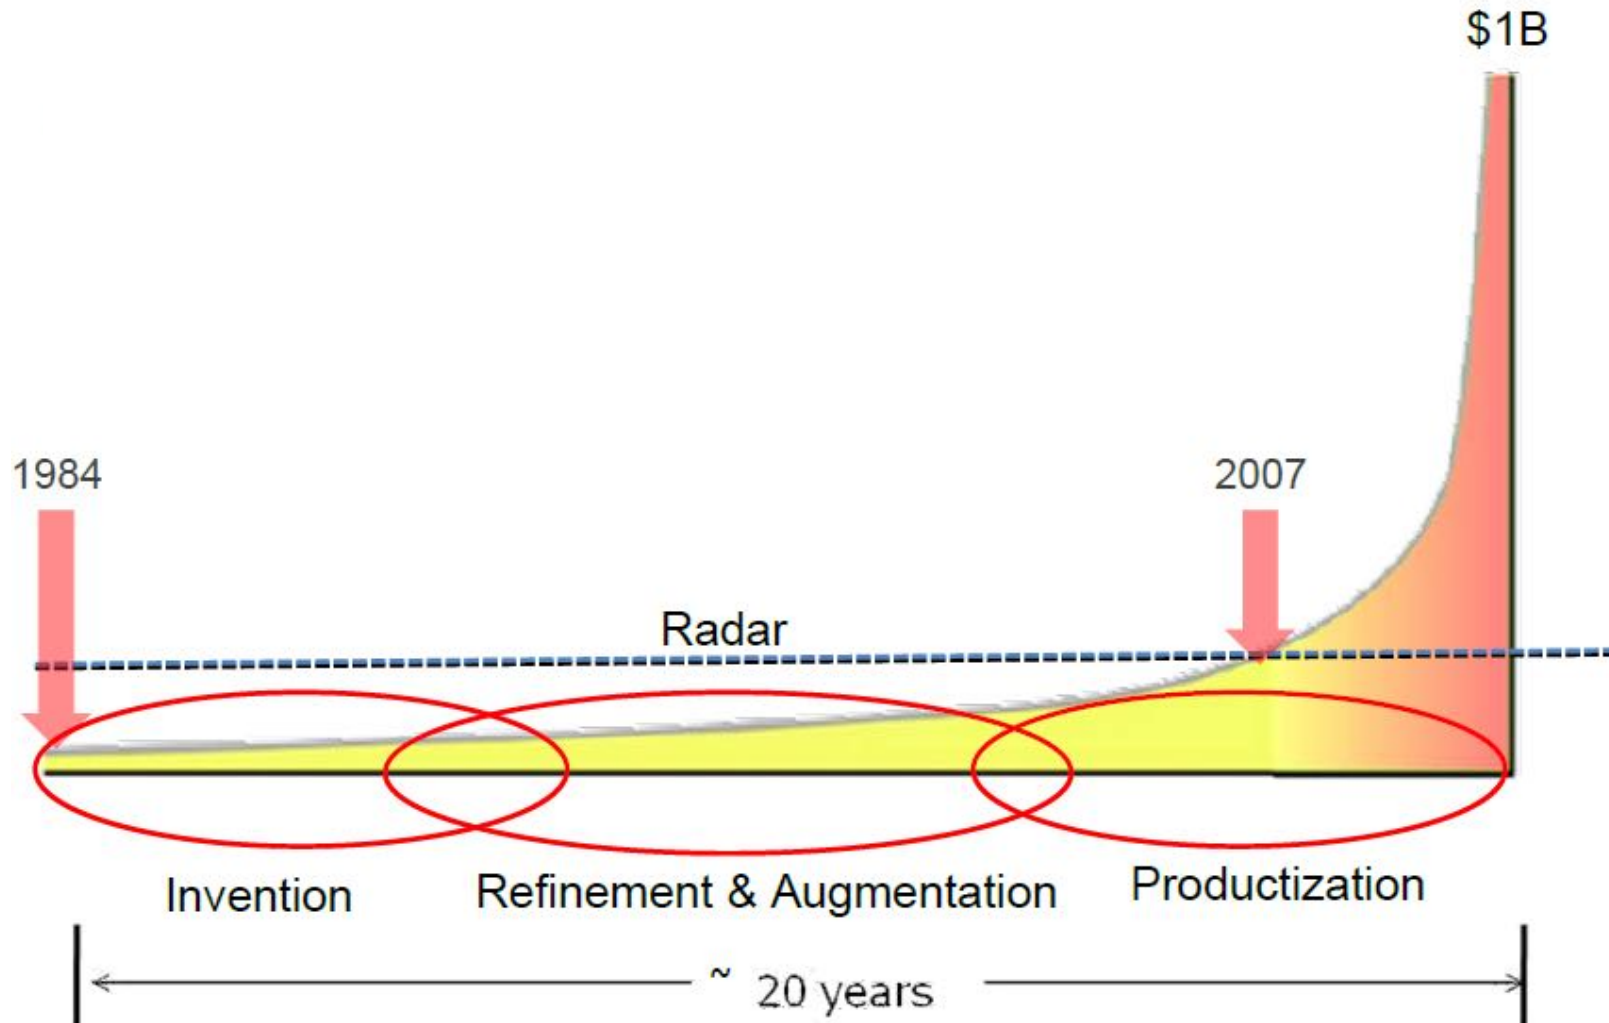 $1B
1984
2007
Radar
Invention
Refinement & Augmentation
Productization
~ 20 years